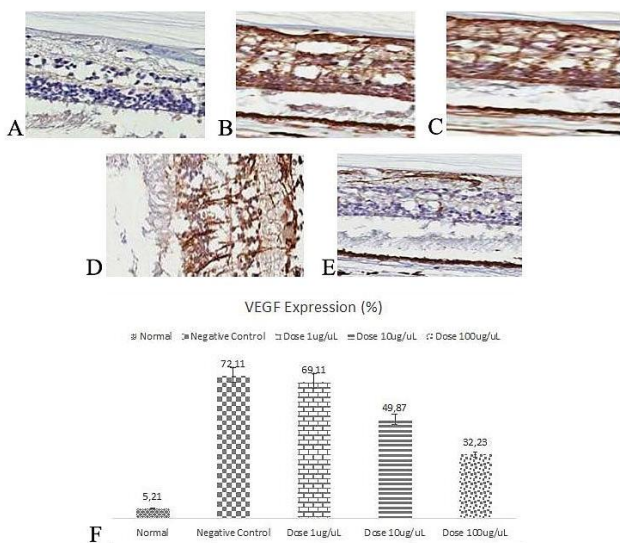 A
B
C
D
E
VEGF Expression (%)
Normal Negative Control Dose 1ug/uL Dose 10ug/uL Dose 100ug/uL
72,11
69,11
49,87
32,23
5,21
F
Normal Negative Control Dose 1ug/uL Dose 10ug/uL Dose 100ug/uL